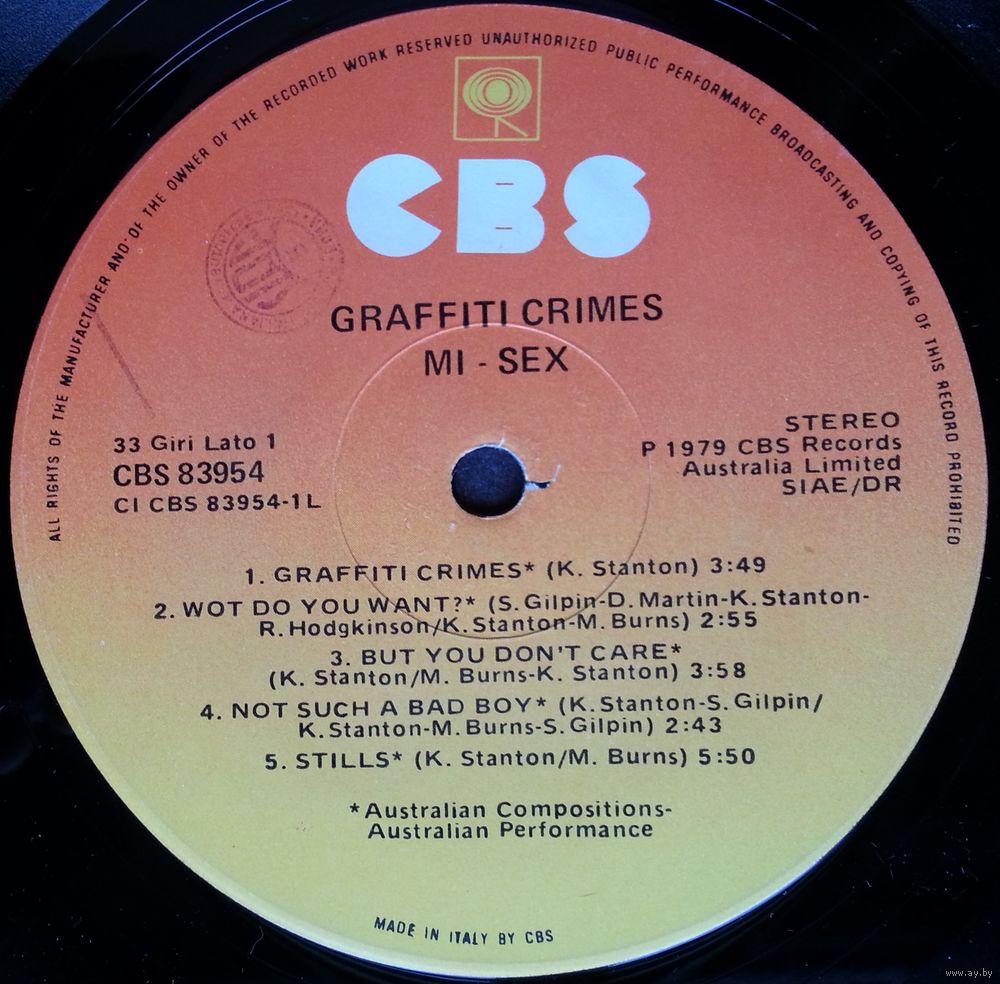 ALL RIGHTS OF THE MANUFACTURER AND OF THE OWNER OF THE RECORDED WORK RESERVED UNAUTHORIZED PUBLIC PERFORMANCE BROADCASTING AND COPYING OF THIS RECORD PROHIBITED
CBS
GRAFFITI CRIMES
MI - SEX
33 Giri Lato 1
CBS 83954
CI CBS 83954-1L
STEREO
P 1979 CBS Records
Australia Limited
SIAE/DR
1. GRAFFITI CRIMES* (K. Stanton) 3:49
2. WOT DO YOU WANT?* (S. Gilpin-D. Martin-K. Stanton-
R. Hodgkinson/K. Stanton-M. Burns) 2:55
3. BUT YOU DON'T CARE*
(K. Stanton/M. Burns-K. Stanton) 3:58
4. NOT SUCH A BAD BOY* (K. Stanton-S. Gilpin/
K. Stanton-M. Burns-S. Gilpin) 2:43
5. STILLS* (K. Stanton/M. Burns) 5:50
*Australian Compositions-
Australian Performance
MADE IN ITALY BY CBS
www.ay.by